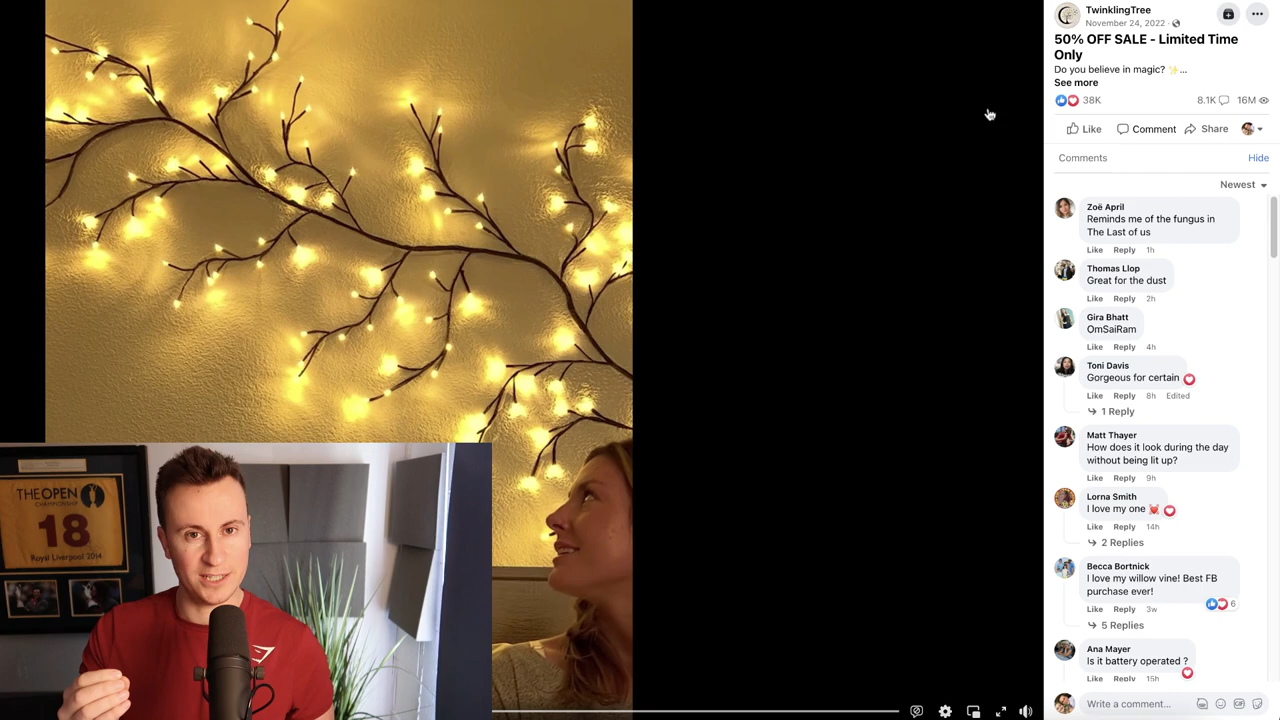 TwinklingTree
November 24, 2022 ·
50% OFF SALE - Limited Time
Only
Do you believe in magic? ✨...
See more
38K
8.1K
16M
Like
Comment
Share
Comments
Hide
Newest
Zoë April
Reminds me of the fungus in
The Last of us
Like Reply 1h
Thomas Llop
Great for the dust
Like Reply 2h
Gira Bhatt
OmSaiRam
Like Reply 4h
Toni Davis
Gorgeous for certain
Like Reply 8h Edited
1 Reply
Matt Thayer
How does it look during the day
without being lit up?
Like Reply 9h
Lorna Smith
I love my one 💓
Like Reply 14h
2 Replies
Becca Bortnick
I love my willow vine! Best FB
purchase ever!
6
Like Reply 3w
5 Replies
Ana Mayer
Is it battery operated ?
Like Reply 15h
Write a comment...
THE OPEN
CHAMPIONSHIP
18
Royal Liverpool 2014